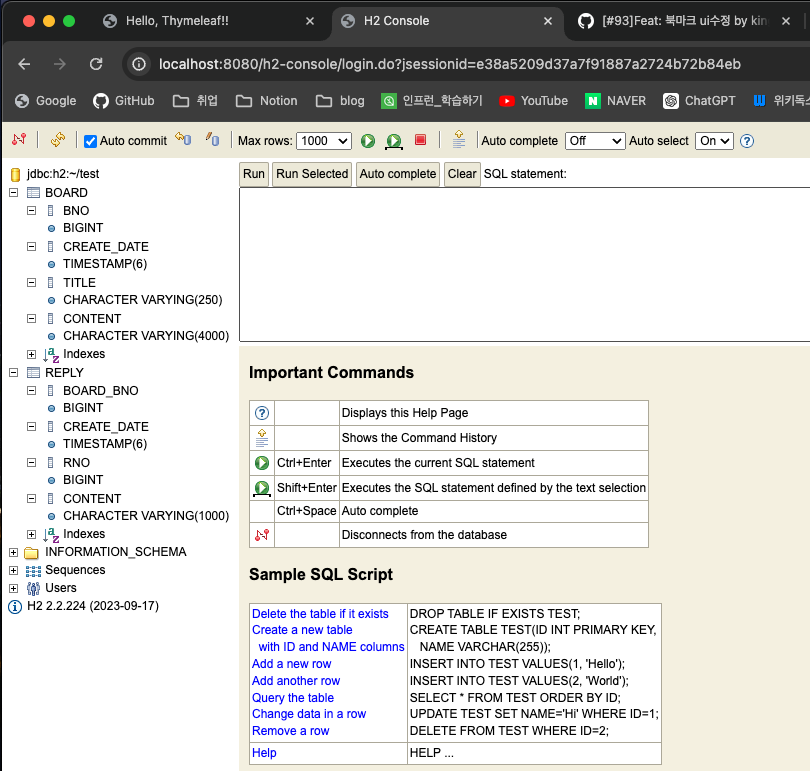 Hello, Thymeleaf!!
H2 Console
[#93]Feat: 북마크 ui수정 by kin
localhost:8080/h2-console/login.do?jsessionid=e38a5209d37a7f91887a2724b72b84eb
Google GitHub 취업 Notion blog 인프런_학습하기 YouTube NAVER ChatGPT 위키독스
Auto commit Max rows: 1000 Auto complete Off Auto select On
jdbc:h2:~/test
BOARD
BNO
BIGINT
CREATE_DATE
TIMESTAMP(6)
TITLE
CHARACTER VARYING(250)
CONTENT
CHARACTER VARYING(4000)
Indexes
REPLY
BOARD_BNO
BIGINT
CREATE_DATE
TIMESTAMP(6)
RNO
BIGINT
CONTENT
CHARACTER VARYING(1000)
Indexes
INFORMATION_SCHEMA
Sequences
Users
H2 2.2.224 (2023-09-17)
Run Run Selected Auto complete Clear SQL statement:
Important Commands
Displays this Help Page
Shows the Command History
Ctrl+Enter Executes the current SQL statement
Shift+Enter Executes the SQL statement defined by the text selection
Ctrl+Space Auto complete
Disconnects from the database
Sample SQL Script
Delete the table if it exists DROP TABLE IF EXISTS TEST;
Create a new table CREATE TABLE TEST(ID INT PRIMARY KEY,
with ID and NAME columns NAME VARCHAR(255));
Add a new row INSERT INTO TEST VALUES(1, 'Hello');
Add another row INSERT INTO TEST VALUES(2, 'World');
Query the table SELECT * FROM TEST ORDER BY ID;
Change data in a row UPDATE TEST SET NAME='Hi' WHERE ID=1;
Remove a row DELETE FROM TEST WHERE ID=2;
Help HELP ...